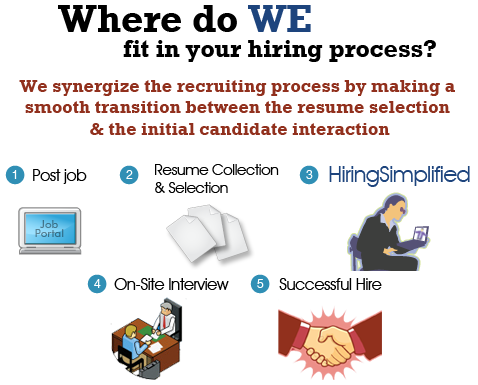 Where do WE
fit in your hiring process?
We synergize the recruiting process by making a
smooth transition between the resume selection
& the initial candidate interaction
1 Post job
2 Resume Collection
& Selection
3 HiringSimplified
Job
Portal
4 On-Site Interview
5 Successful Hire